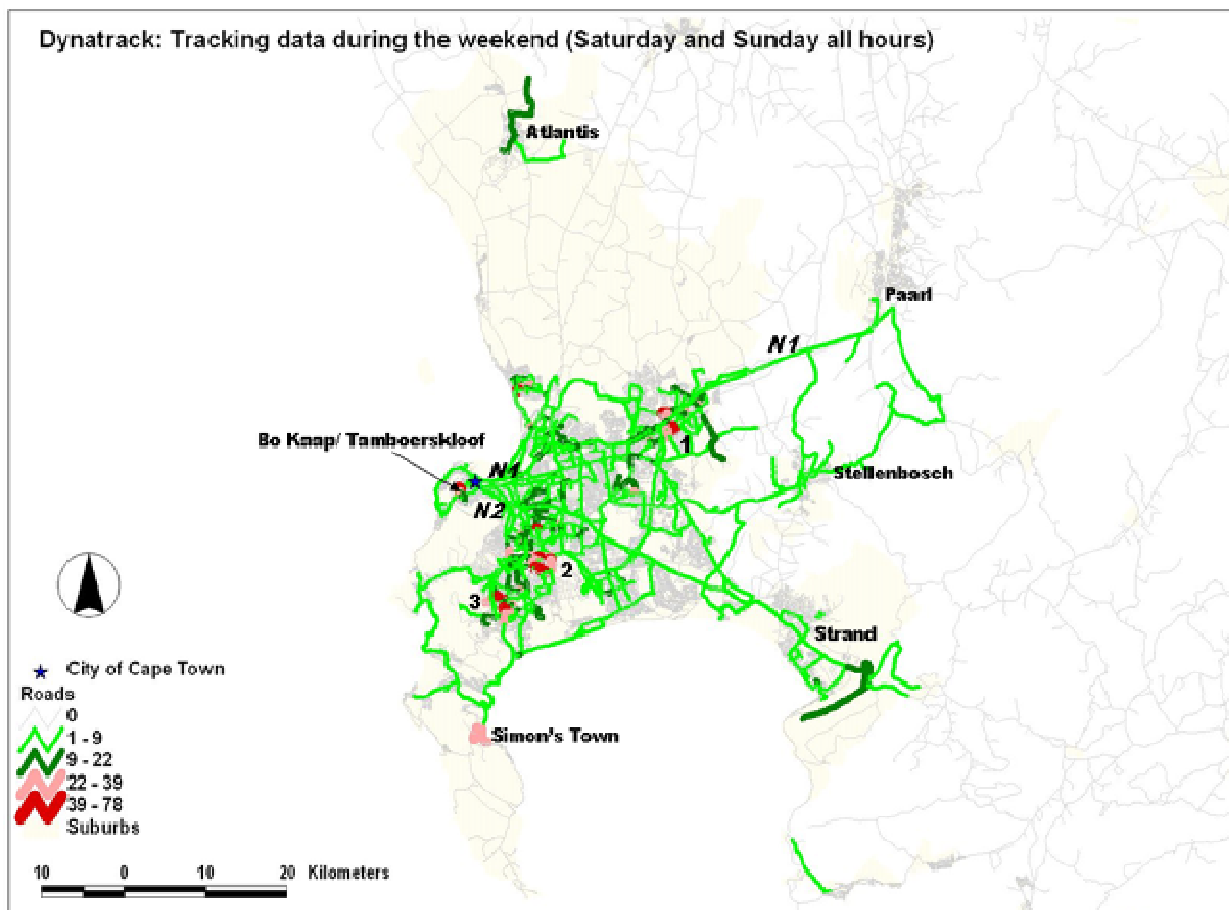 Dynatrack: Tracking data during the weekend (Saturday and Sunday all hours)
Atlantis
Paarl
N1
Bo Kaap/ Tamboerskloof
1
N1
Stellenbosch
N2
2
3
Strand
City of Cape Town
Roads
0
1 - 9
9 - 22
22 - 39
39 - 78
Suburbs
Simon's Town
10 0 10 20 Kilometers